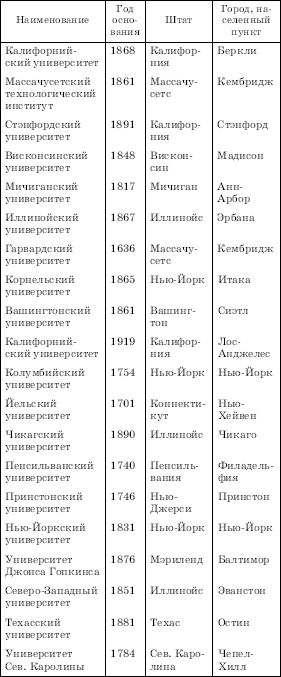 Наименование Год осно- Штат Город, на-
вания селенный
пункт
Калифорний- 1868 Калифор- Беркли
ский университет ния
Массачусетский 1861 Массачу- Кембридж
технологический сетс
институт
Стэнфордский 1891 Калифор- Стэнфорд
университет ния
Висконсинский 1848 Вискон- Мадисон
университет син
Мичиганский 1817 Мичиган Анн-
университет Арбор
Иллинойский 1867 Иллинойс Эрбана
университет
Гарвардский 1636 Массачу- Кембридж
университет сетс
Корнельский 1865 Нью-Йорк Итака
университет
Вашингтонский 1861 Вашинг- Сиэтл
университет тон
Калифорний- 1919 Калифор- Лос-
ский университет ния Анджелес
Колумбийский 1754 Нью-Йорк Нью-Йорк
университет
Йельский 1701 Коннекти- Нью-
университет кут Хейвен
Чикагский 1890 Иллинойс Чикаго
университет
Пенсильванский 1740 Пенсиль- Филадель-
университет вания фия
Принстонский 1746 Нью- Принстон
университет Джерси
Нью-Йоркский 1831 Нью-Йорк Нью-Йорк
университет
Университет 1876 Мэриленд Балтимор
Джонса Гопкинса
Северо-Западный 1851 Иллинойс Эванстон
университет
Техасский 1881 Техас Остин
университет
Университет 1784 Сев. Каро- Чепел-
Сев. Каролины лина Хилл